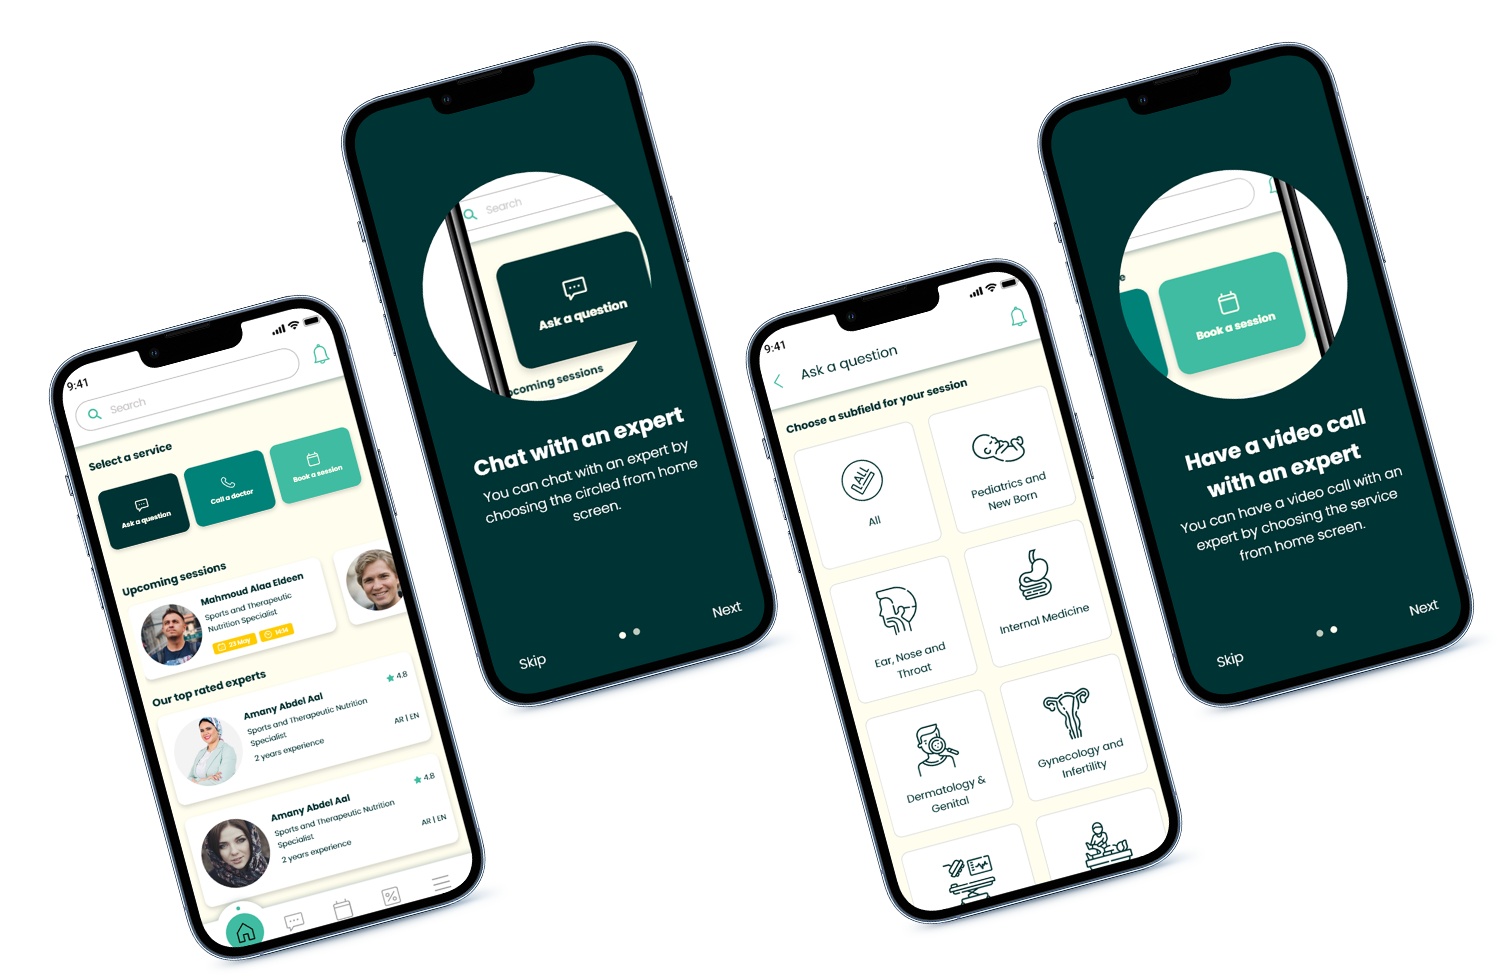 9:41
Search
Select a service
Ask a question
Call a doctor
Book a session
Upcoming sessions
Mahmoud Alaa Eldeen
Sports and Therapeutic
Nutrition Specialist
23 May
14:14
Our top rated experts
Amany Abdel Aal
4.8
Sports and Therapeutic Nutrition
Specialist
AR | EN
2 years experience
Amany Abdel Aal
4.8
Sports and Therapeutic Nutrition
Specialist
AR | EN
2 years experience
Search
Ask a question
pcoming sessions
Chat with an expert
You can chat with an expert by
choosing the circled from home
screen.
Skip
Next
9:41
Ask a question
Choose a subfield for your session
ALL
All
Pediatrics and
New Born
Ear, Nose and
Throat
Internal Medicine
Dermatology &
Genital
Gynecology and
Infertility
e
Book a session
Have a video call
with an expert
You can have a video call with an
expert by choosing the service
from home screen.
Skip
Next